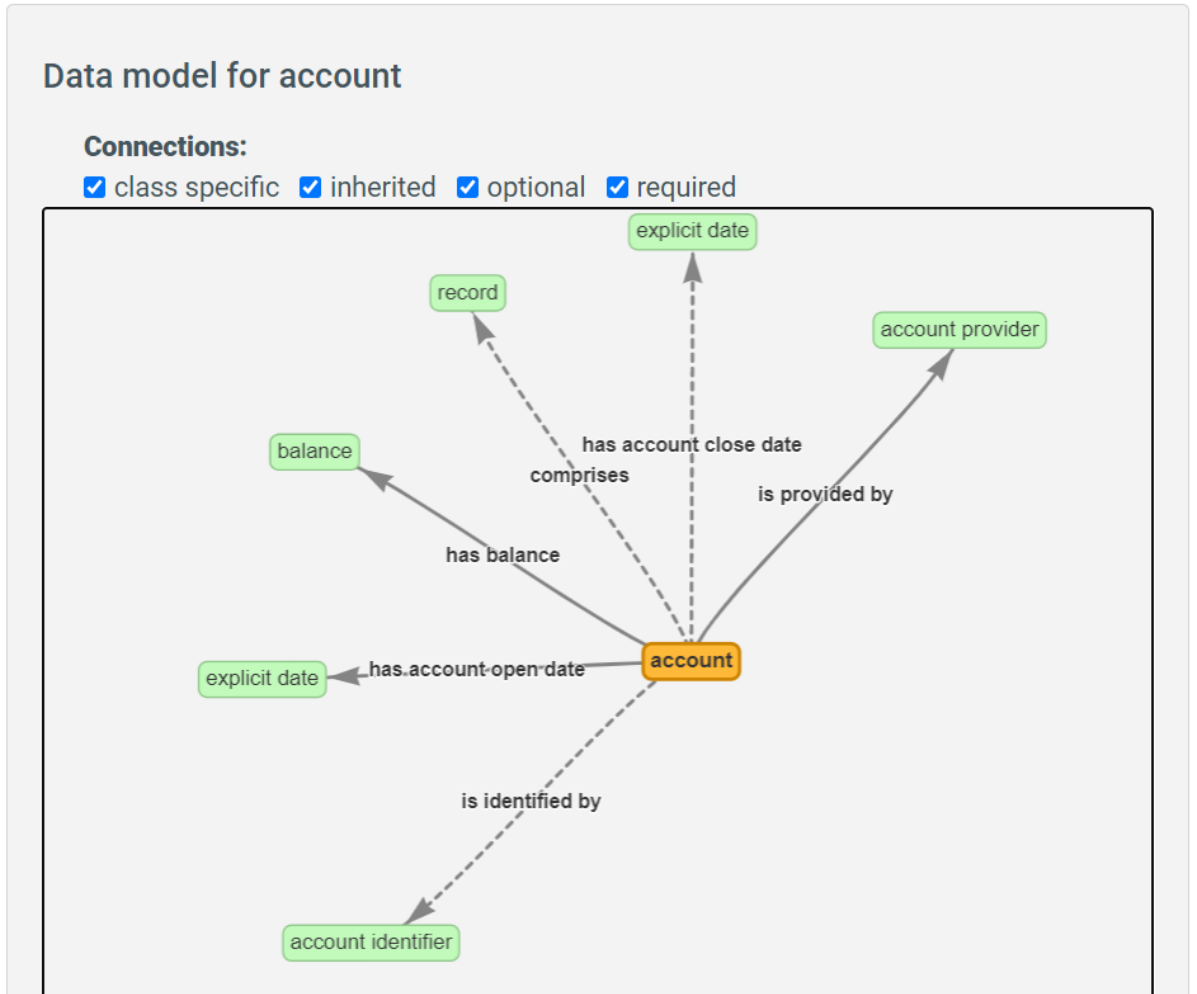 Data model for account
Connections:
class specific inherited optional required
explicit date
record
account provider
has account close date
balance
comprises
is provided by
has balance
account
has account open date
explicit date
is identified by
account identifier